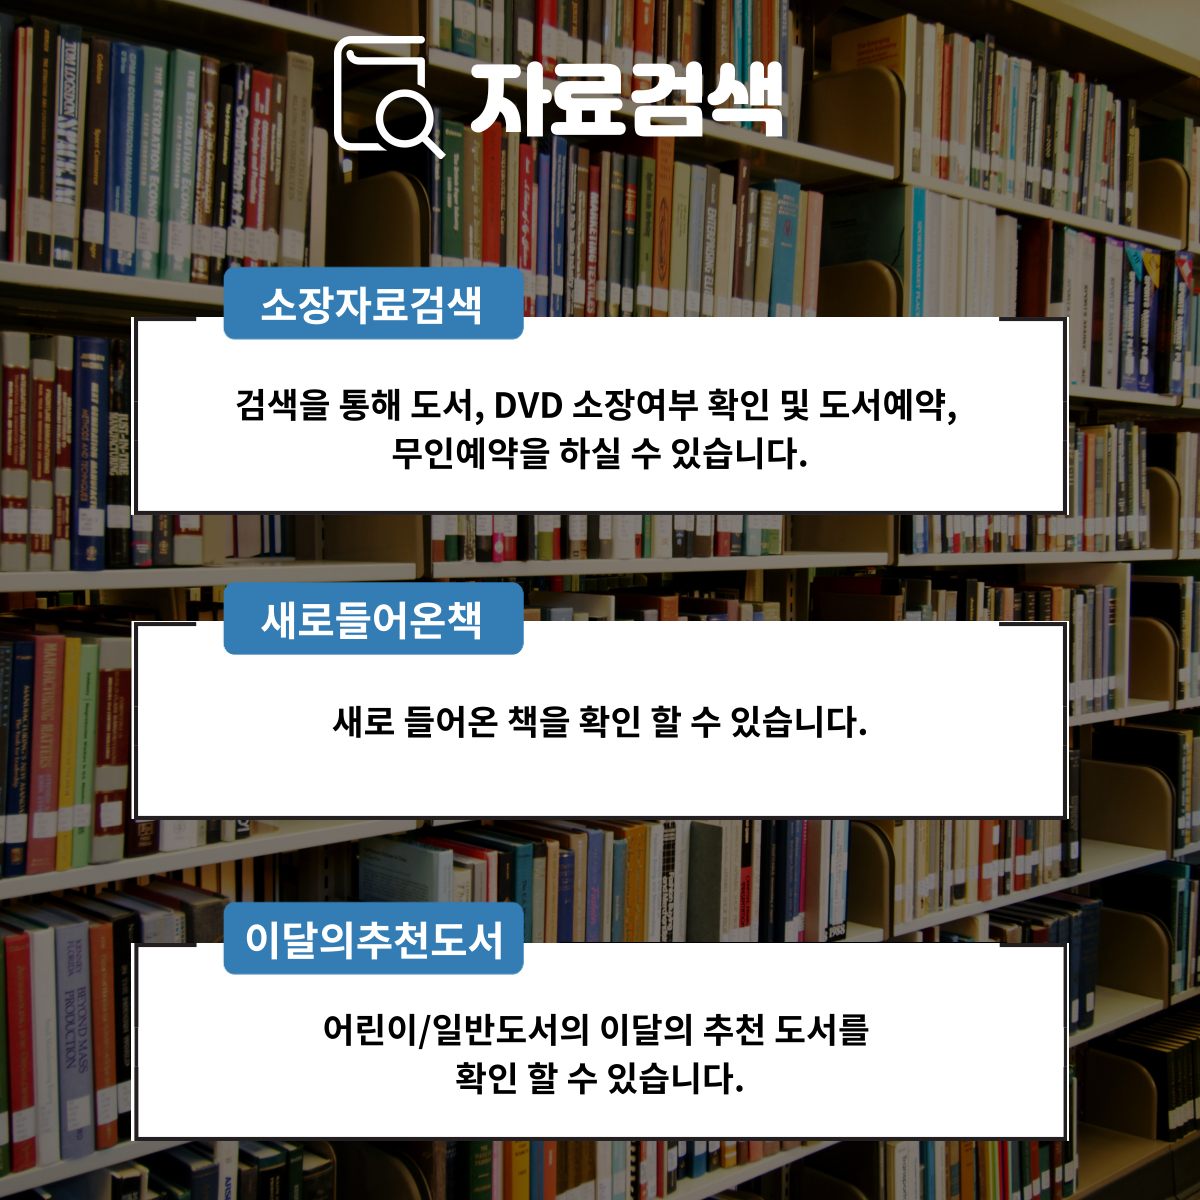 자료검색
소장자료검색
검색을 통해 도서, DVD 소장여부 확인 및 도서예약,
무인예약을 하실 수 있습니다.
새로들어온책
새로 들어온 책을 확인 할 수 있습니다.
이달의추천도서
어린이/일반도서의 이달의 추천 도서를
확인 할 수 있습니다.